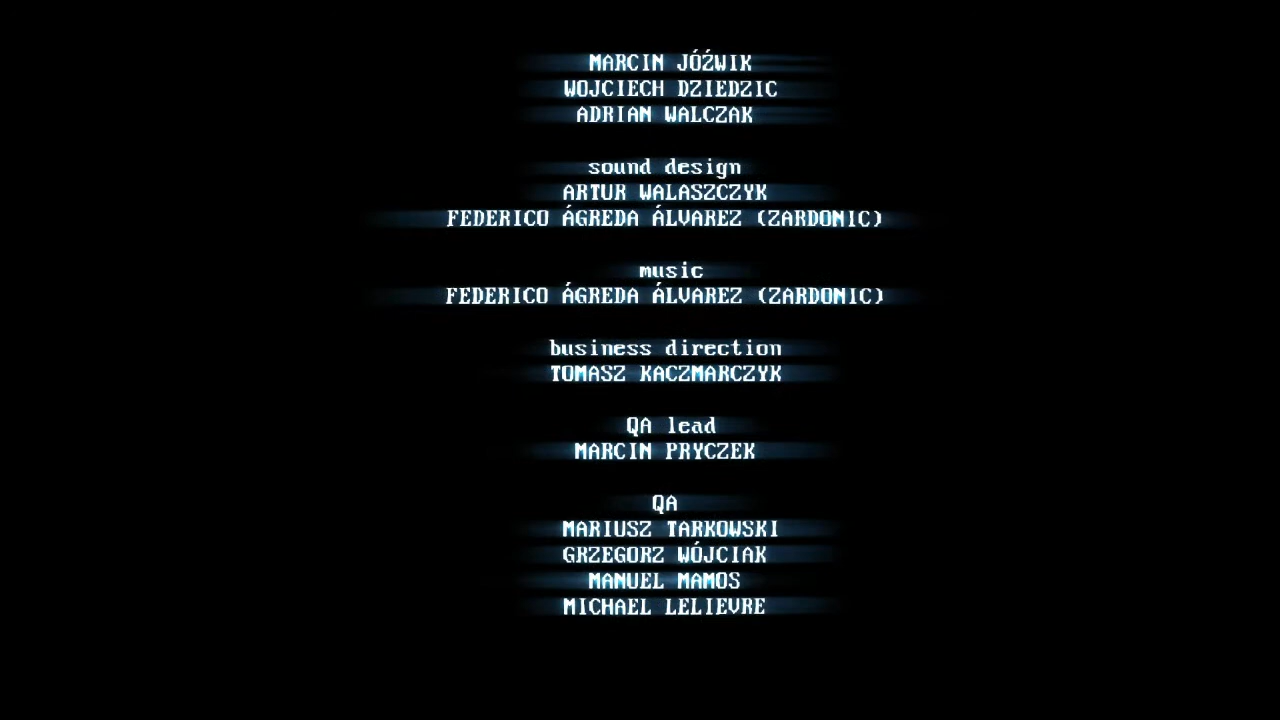 MARCIN JÓŹWIK
WOJCIECH DZIEDZIC
ADRIAN WALCZAK
sound design
ARTUR WALASZCZYK
FEDERICO ÁGREDA ÁLVAREZ (ZARDONIC)
music
FEDERICO ÁGREDA ÁLVAREZ (ZARDONIC)
business direction
TOMASZ KACZMARCZYK
QA lead
MARCIN PRYCZEK
QA
MARIUSZ TARKOWSKI
GRZEGORZ WÓJCIAK
MANUEL MAMOS
MICHAEL LELIEVRE